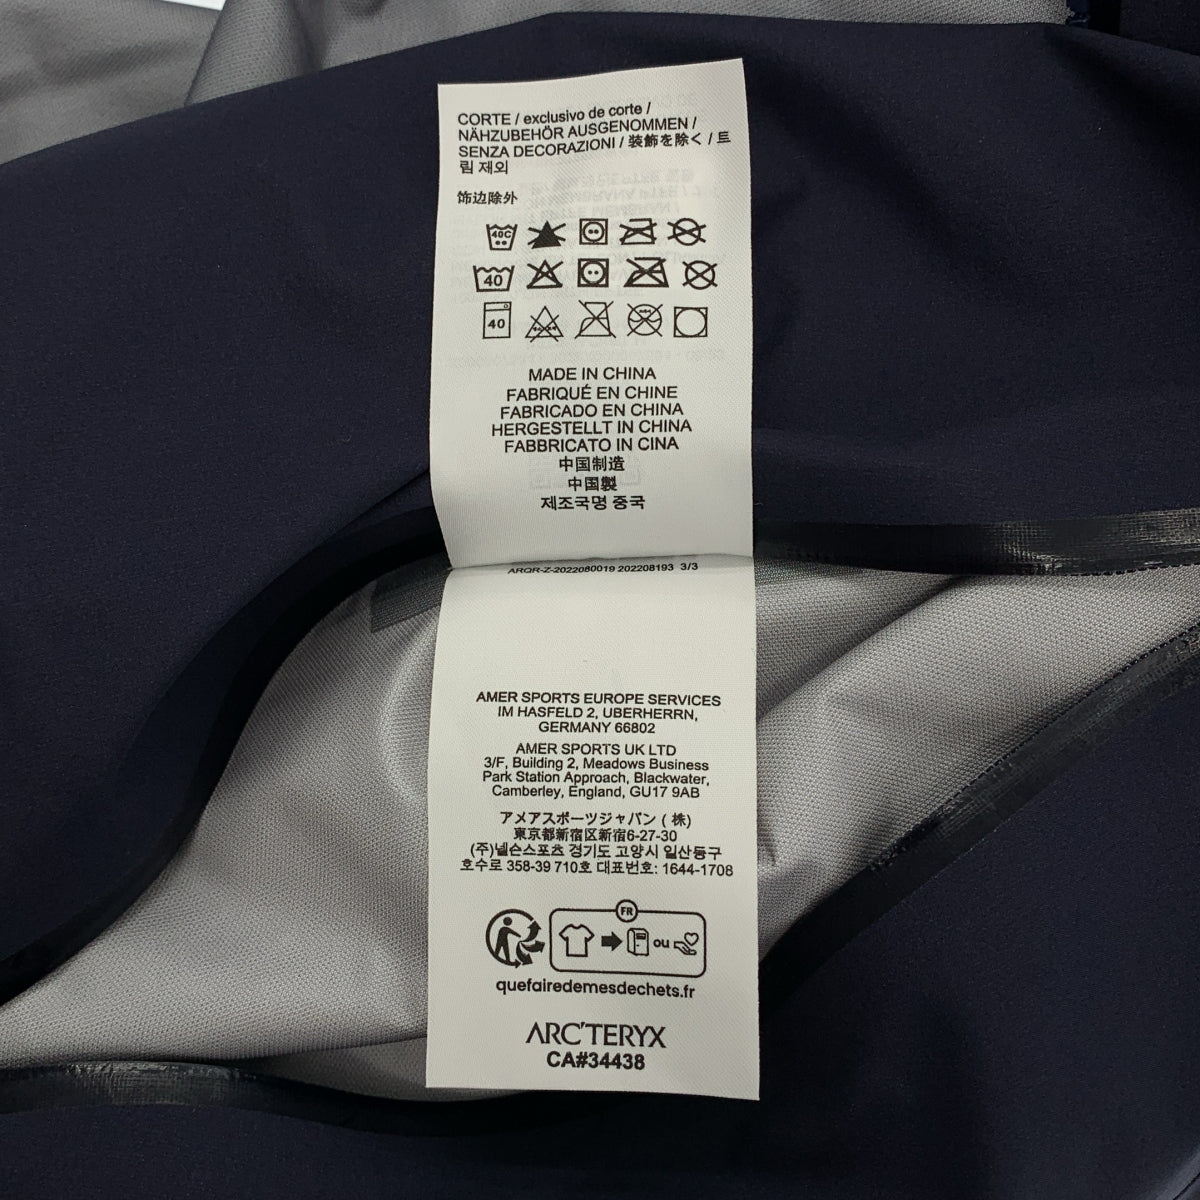 CORTE / exclusivo de corte /
NÄHZUBEHÖR AUSGENOMMEN /
SENZA DECORAZIONI / 装飾を除く / 트
림 제외
饰边除外
40C
40
40
MADE IN CHINA
FABRIQUÉ EN CHINE
FABRICADO EN CHINA
HERGESTELLT IN CHINA
FABBRICATO IN CINA
中国制造
中国製
제조국명 중국
ARQR-Z-2022080019 202208193 3/3
AMER SPORTS EUROPE SERVICES
IM HASFELD 2, UBERHERRN,
GERMANY 66802
AMER SPORTS UK LTD
3/F, Building 2, Meadows Business
Park Station Approach, Blackwater,
Camberley, England, GU17 9AB
アメアスポーツジャパン ( 株)
東京都新宿区新宿6-27-30
(주)넬슨스포츠 경기도 고양시 일산동구
호수로 358-39 710호 대표번호: 1644-1708
FR
ou
quefairedemesdechets.fr
ARC'TERYX
CA#34438